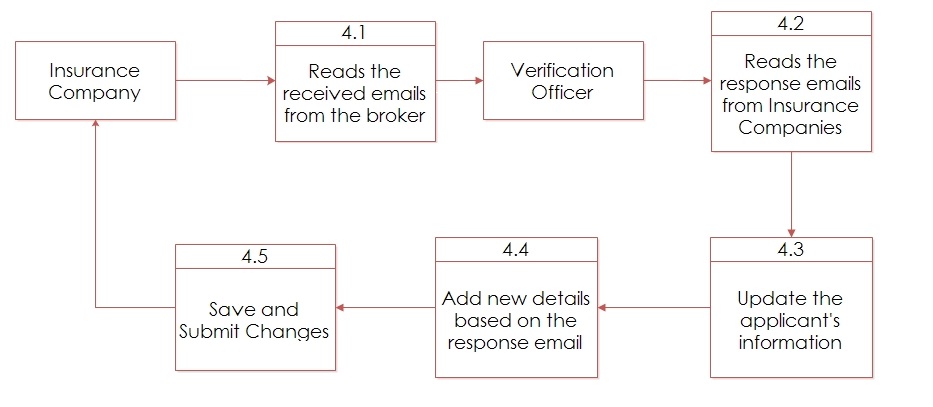 Insurance
Company
4.1
Reads the
received emails
from the broker
Verification
Officer
4.2
Reads the
response emails
from Insurance
Companies
4.3
Update the
applicant's
information
4.4
Add new details
based on the
response email
4.5
Save and
Submit Changes